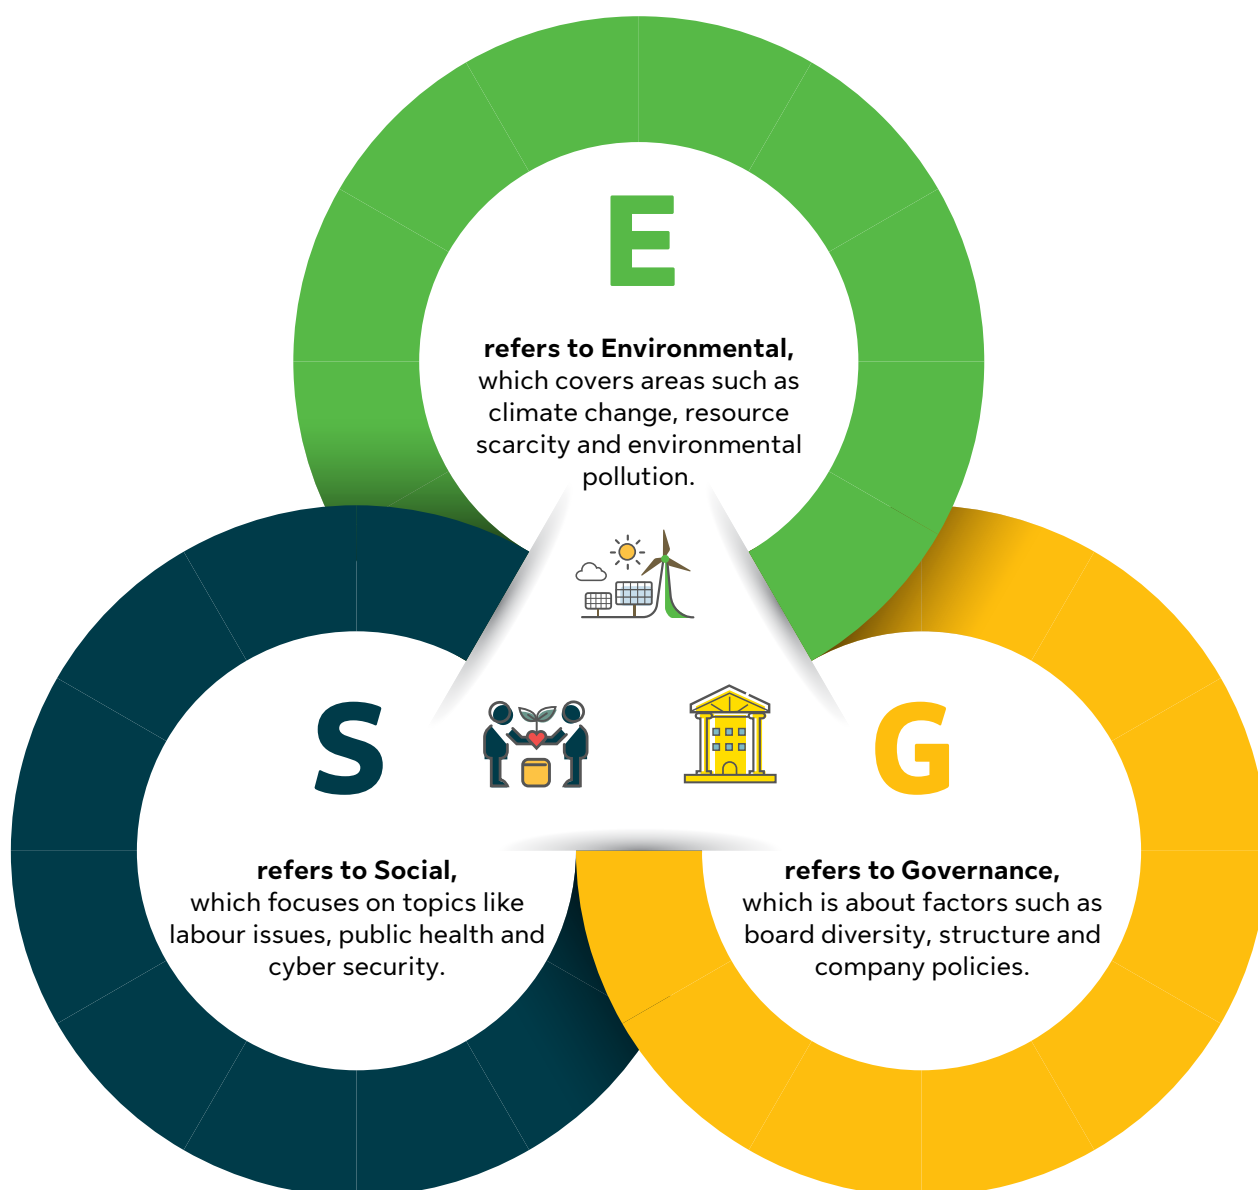 E
refers to Environmental,
which covers areas such as
climate change, resource
scarcity and environmental
pollution.
S
refers to Social,
which focuses on topics like
labour issues, public health and
cyber security.
G
refers to Governance,
which is about factors such as
board diversity, structure and
company policies.